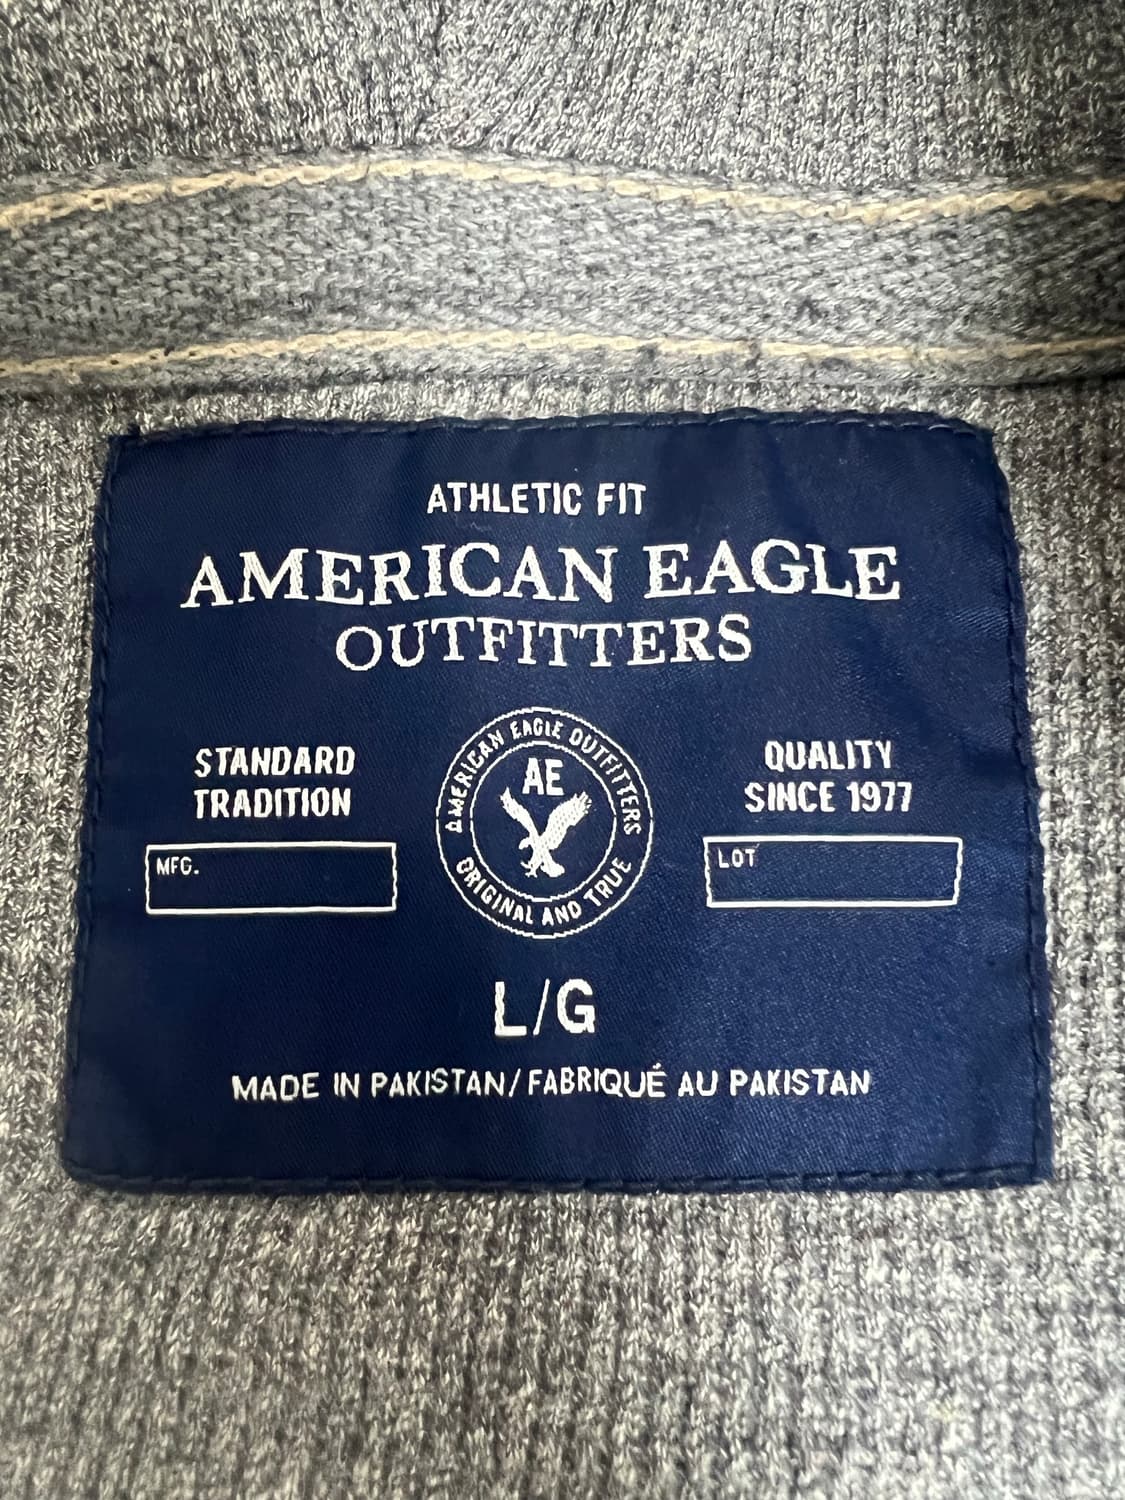 ATHLETIC FIT
AMERICAN EAGLE
OUTFITTERS
STANDARD
TRADITION
MFG.
AMERICAN EAGLE OUTFITTERS
AE
ORIGINAL AND TRUE
QUALITY
SINCE 1977
LOT
L/G
MADE IN PAKISTAN/FABRIQUÉ AU PAKISTAN